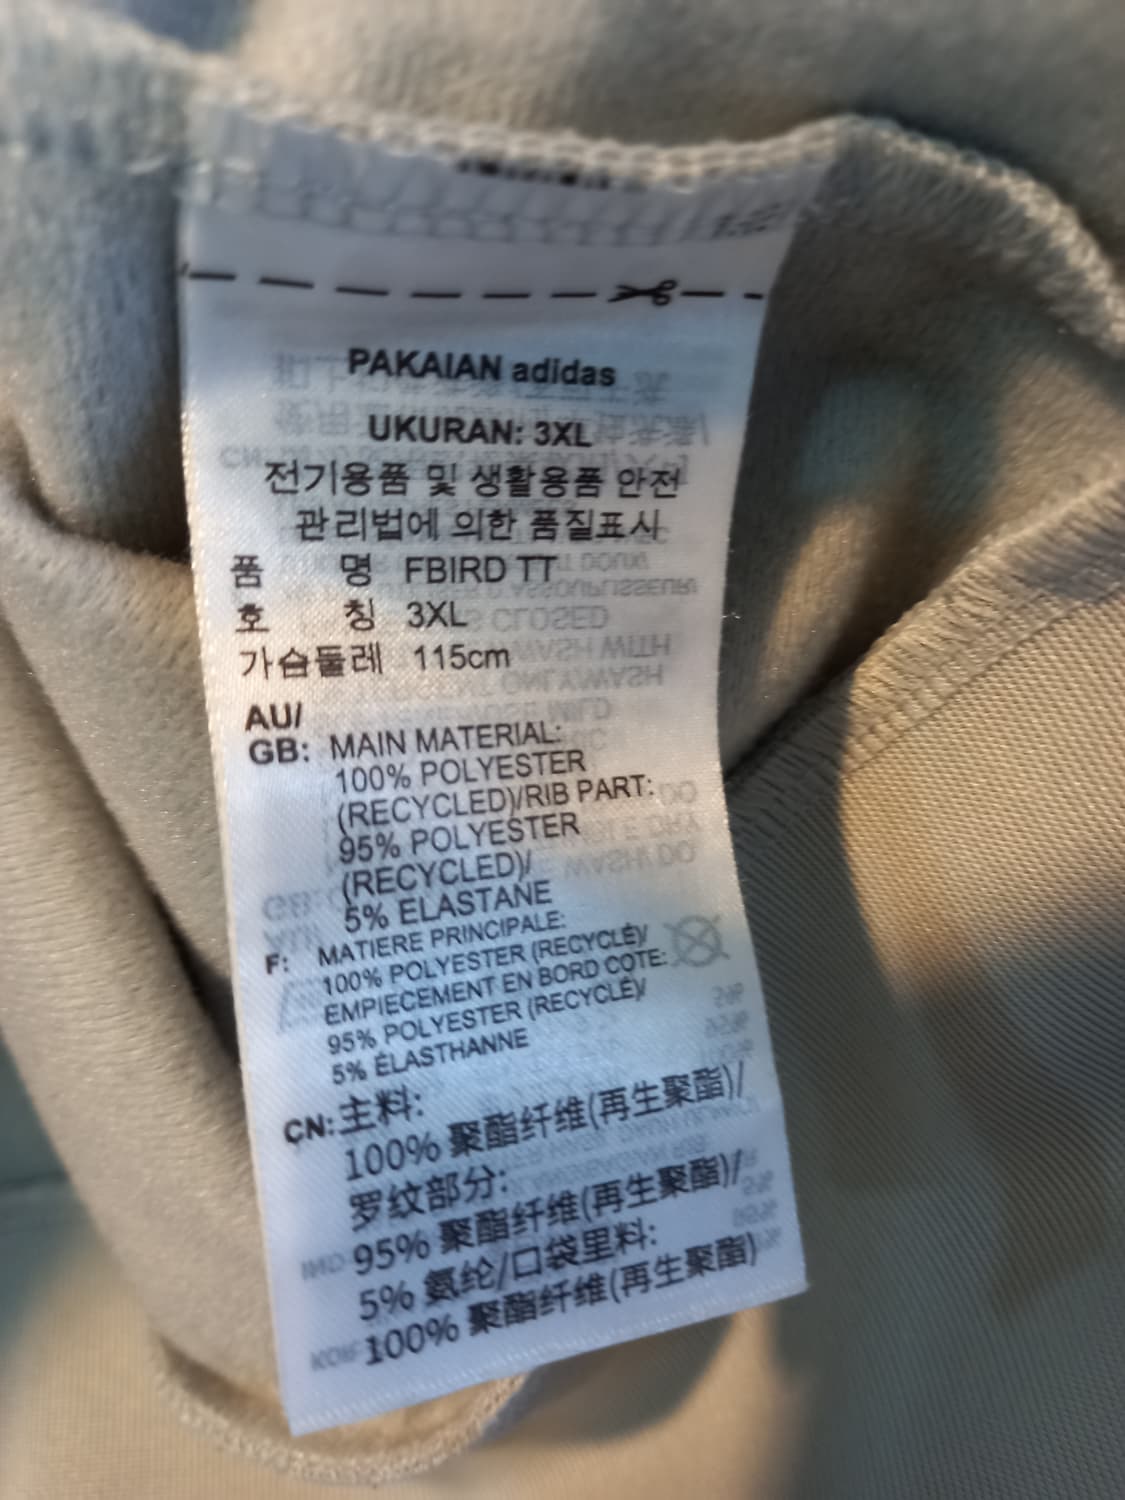 PAKAIAN adidas
UKURAN: 3XL
전기용품 및 생활용품 안전
관리법에 의한 품질표시
품 명 FBIRD TT
호 칭 3XL
가슴둘레 115cm
AU/
GB: MAIN MATERIAL:
100% POLYESTER
(RECYCLED)/RIB PART:
95% POLYESTER
(RECYCLED)/
5% ELASTANE
F: MATIERE PRINCIPALE:
100% POLYESTER (RECYCLÉ)/
EMPIECEMENT EN BORD COTE:
95% POLYESTER (RECYCLÉ)/
5% ÉLASTHANNE
CN: 主料:
100% 聚酯纤维(再生聚酯)/
罗纹部分:
95% 聚酯纤维(再生聚酯)/
5% 氨纶/口袋里料:
100% 聚酯纤维(再生聚酯)